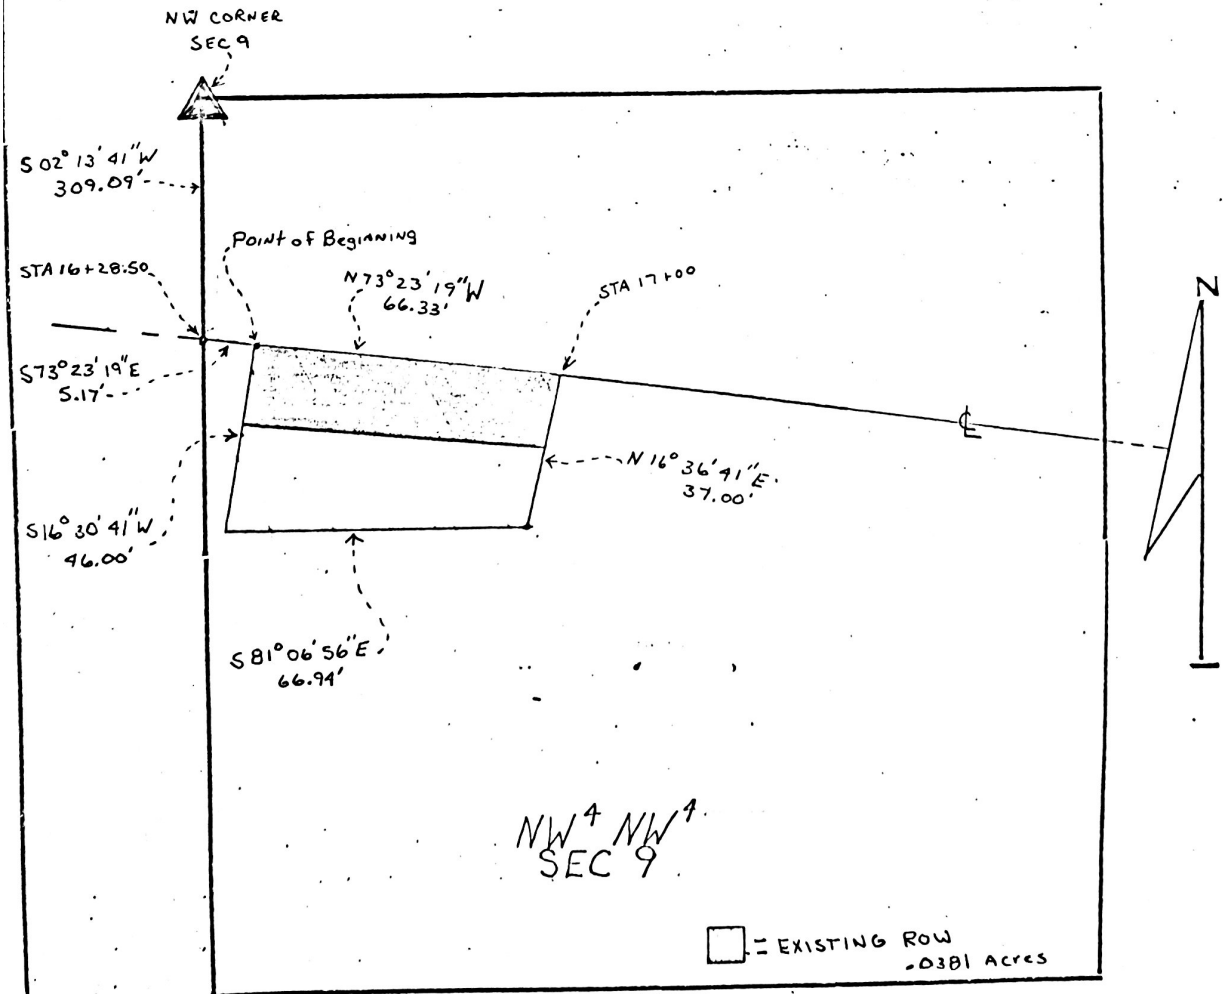 NW CORNER
SEC 9
S 02° 13' 41" W
309.09'
Point of Beginning
STA 16+28.50
N 73° 23' 19" W
66.33'
STA 17+00
N
S 73° 23' 19" E
5.17'
℄
N 16° 36' 41" E.
37.00'
S 16° 30' 41" W
46.00'
S 81° 06' 56" E
66.94'
NW 4 NW 4
SEC 9
= EXISTING ROW
.0381 Acres